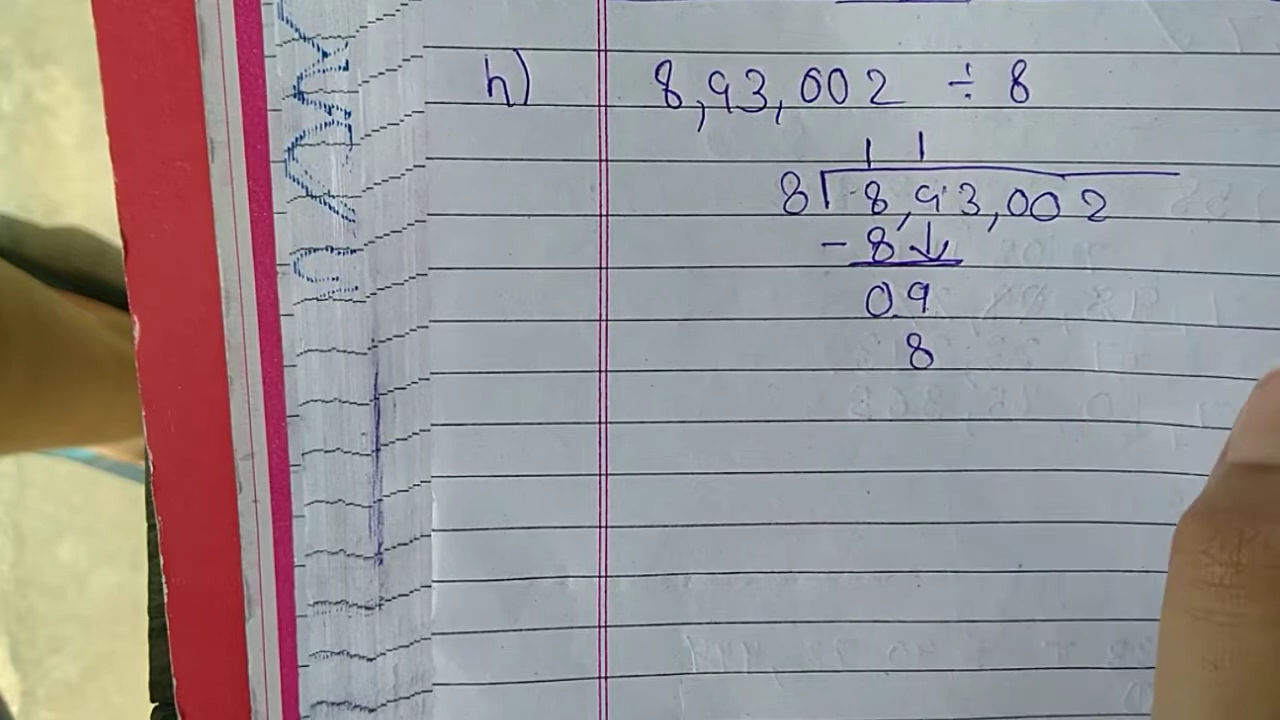 h) 8,93,002 ÷ 8
1 1
8 8,93,002
- 8 ↓
09
8